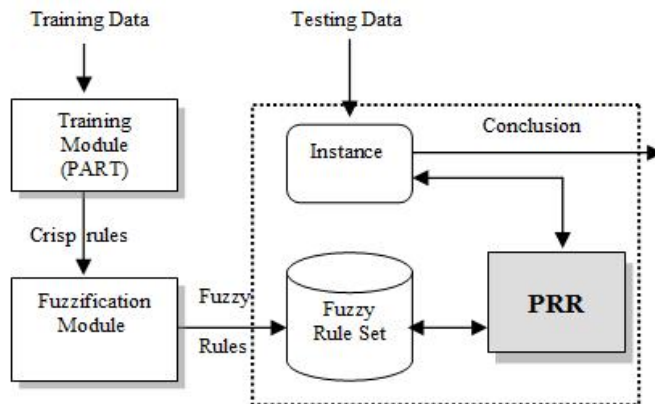 Training Data
Testing Data
Training
Module
(PART)
Instance
Conclusion
Crisp rules
Fuzzification
Module
Fuzzy
Rules
Fuzzy
Rule Set
PRR